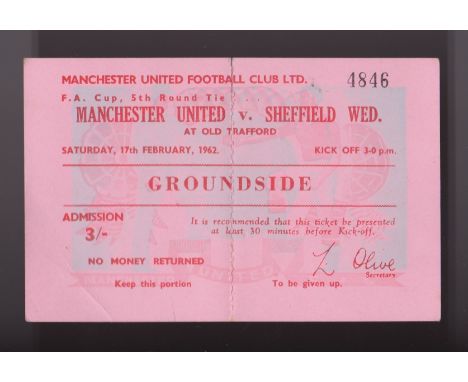 MANCHESTER UNITED FOOTBALL CLUB LTD. 4846
F.A. Cup, 5th Round Tie . . . .
MANCHESTER UNITED v. SHEFFIELD WED.
AT OLD TRAFFORD
SATURDAY, 17th FEBRUARY, 1962. KICK OFF 3-0 p.m.
GROUNDSIDE
ADMISSION It is recommended that this ticket be presented
3/- at least 30 minutes before Kick-off.
NO MONEY RETURNED L. Olive
Secretary
MANCHESTER UNITED
Keep this portion To be given up.